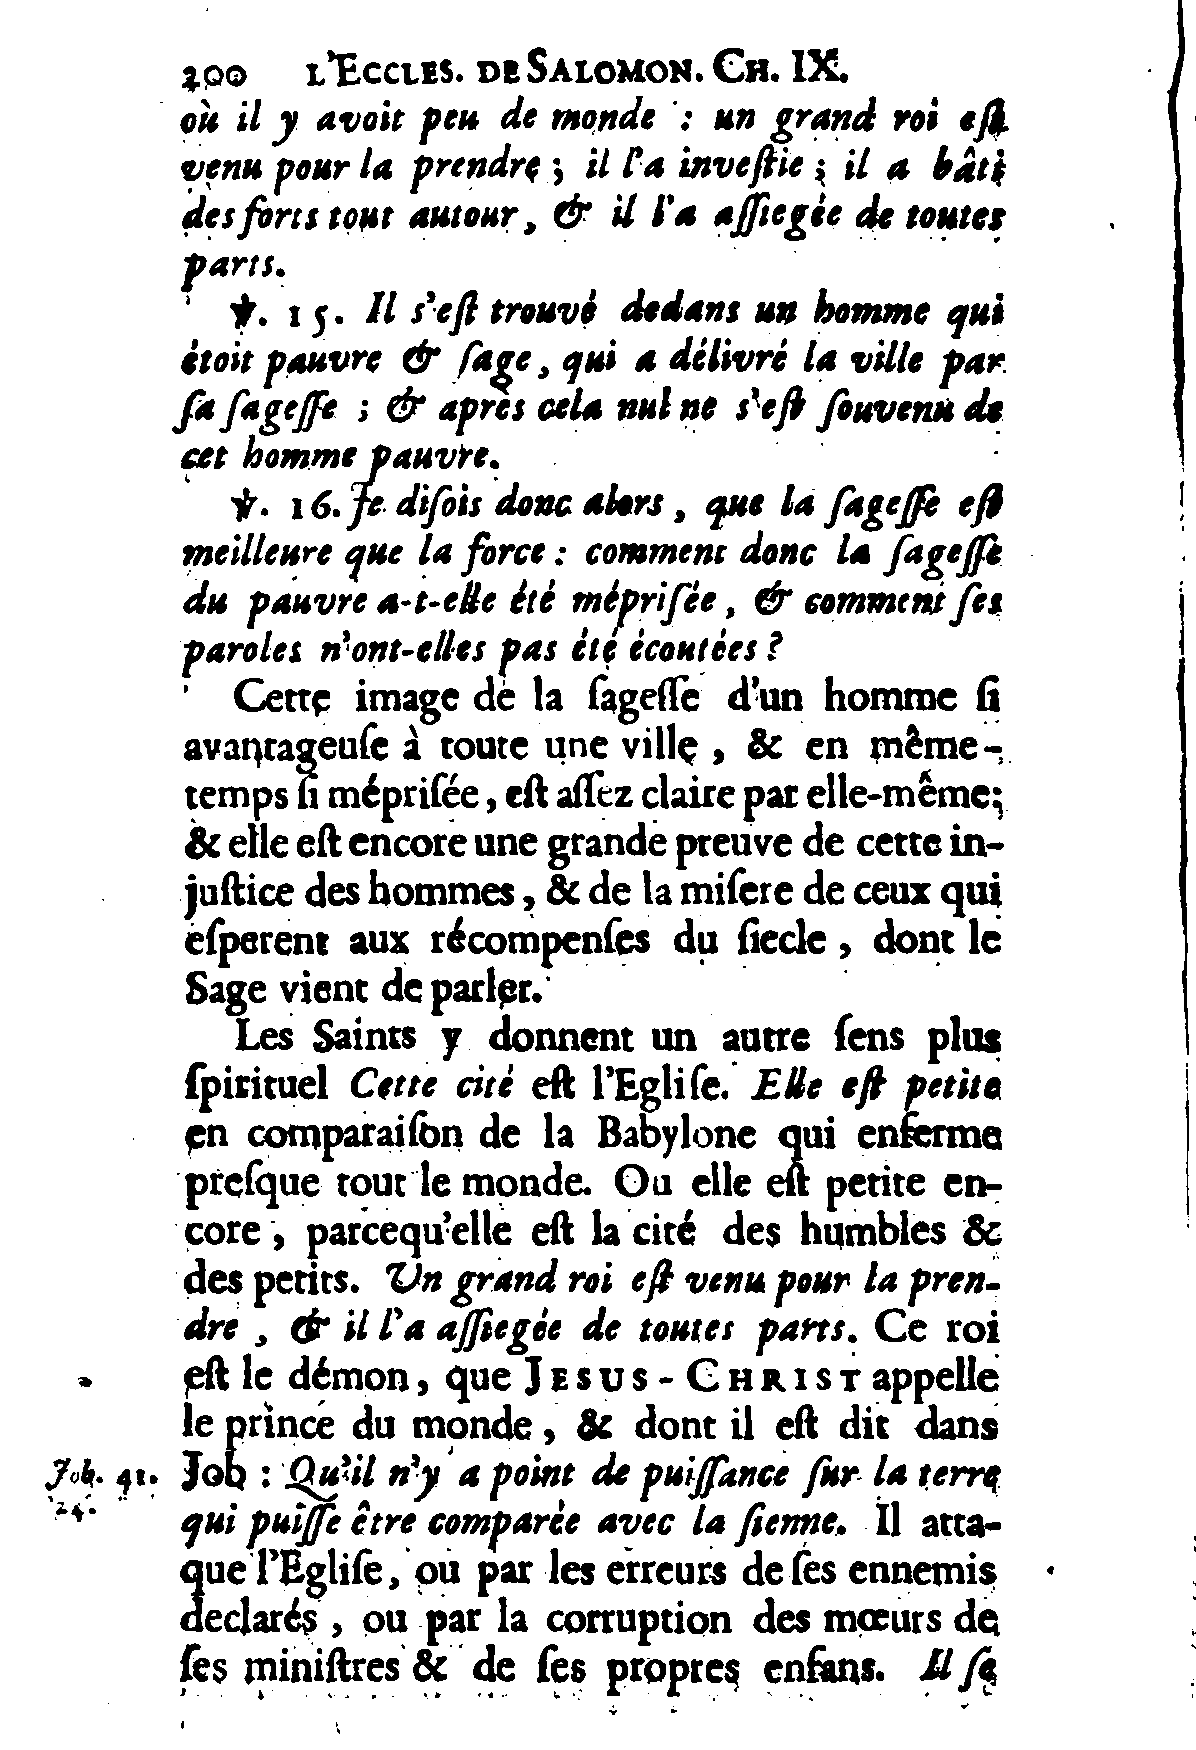 200 L'ECCLES. DE SALOMON. CH. IX.
où il y avoit peu de monde : un grand roi eſt
venu pour la prendre ; il l'a inveſtie ; il a bâti
des forts tout autour, & il l'a aſſiegée de toutes
parts.
℣. 15. Il s'eſt trouvé dedans un homme qui
étoit pauvre & ſage, qui a délivré la ville par
ſa ſageſſe ; & après cela nul ne s'eſt ſouvenu de
cet homme pauvre.
℣. 16. Je diſois donc alors, que la ſageſſe eſt
meilleure que la force : comment donc la ſageſſe
du pauvre a-t-elle été mépriſée, & comment ſes
paroles n'ont-elles pas été écoutées ?
Cette image de la ſageſſe d'un homme ſi
avantageuſe à toute une ville, & en même-
temps ſi mépriſée, eſt aſſez claire par elle-même;
& elle eſt encore une grande preuve de cette in-
juſtice des hommes, & de la miſere de ceux qui
eſperent aux récompenſes du ſiecle, dont le
Sage vient de parler.
Les Saints y donnent un autre ſens plus
ſpirituel Cette cité eſt l'Egliſe. Elle eſt petite
en comparaiſon de la Babylone qui enferme
preſque tout le monde. Ou elle eſt petite en-
core, parcequ'elle eſt la cité des humbles &
des petits. Un grand roi eſt venu pour la pren-
dre, & il l'a aſſiegée de toutes parts. Ce roi
eſt le démon, que JESUS-CHRIST appelle
le prince du monde, & dont il eſt dit dans
Job. 41. Job : Qu'il n'y a point de puiſſance ſur la terre
24. qui puiſſe être comparée avec la ſienne. Il atta-
que l'Egliſe, ou par les erreurs de ſes ennemis
declarés, ou par la corruption des mœurs de
ſes miniſtres & de ſes propres enfans. Il ſe